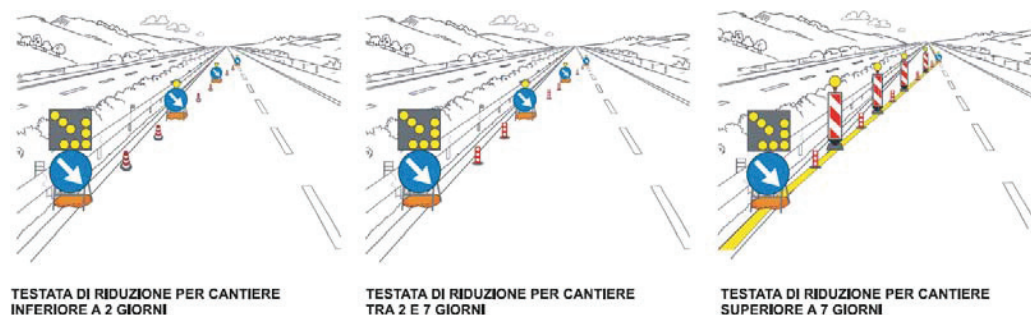 TESTATA DI RIDUZIONE PER CANTIERE
INFERIORE A 2 GIORNI
TESTATA DI RIDUZIONE PER CANTIERE
TRA 2 E 7 GIORNI
TESTATA DI RIDUZIONE PER CANTIERE
SUPERIORE A 7 GIORNI